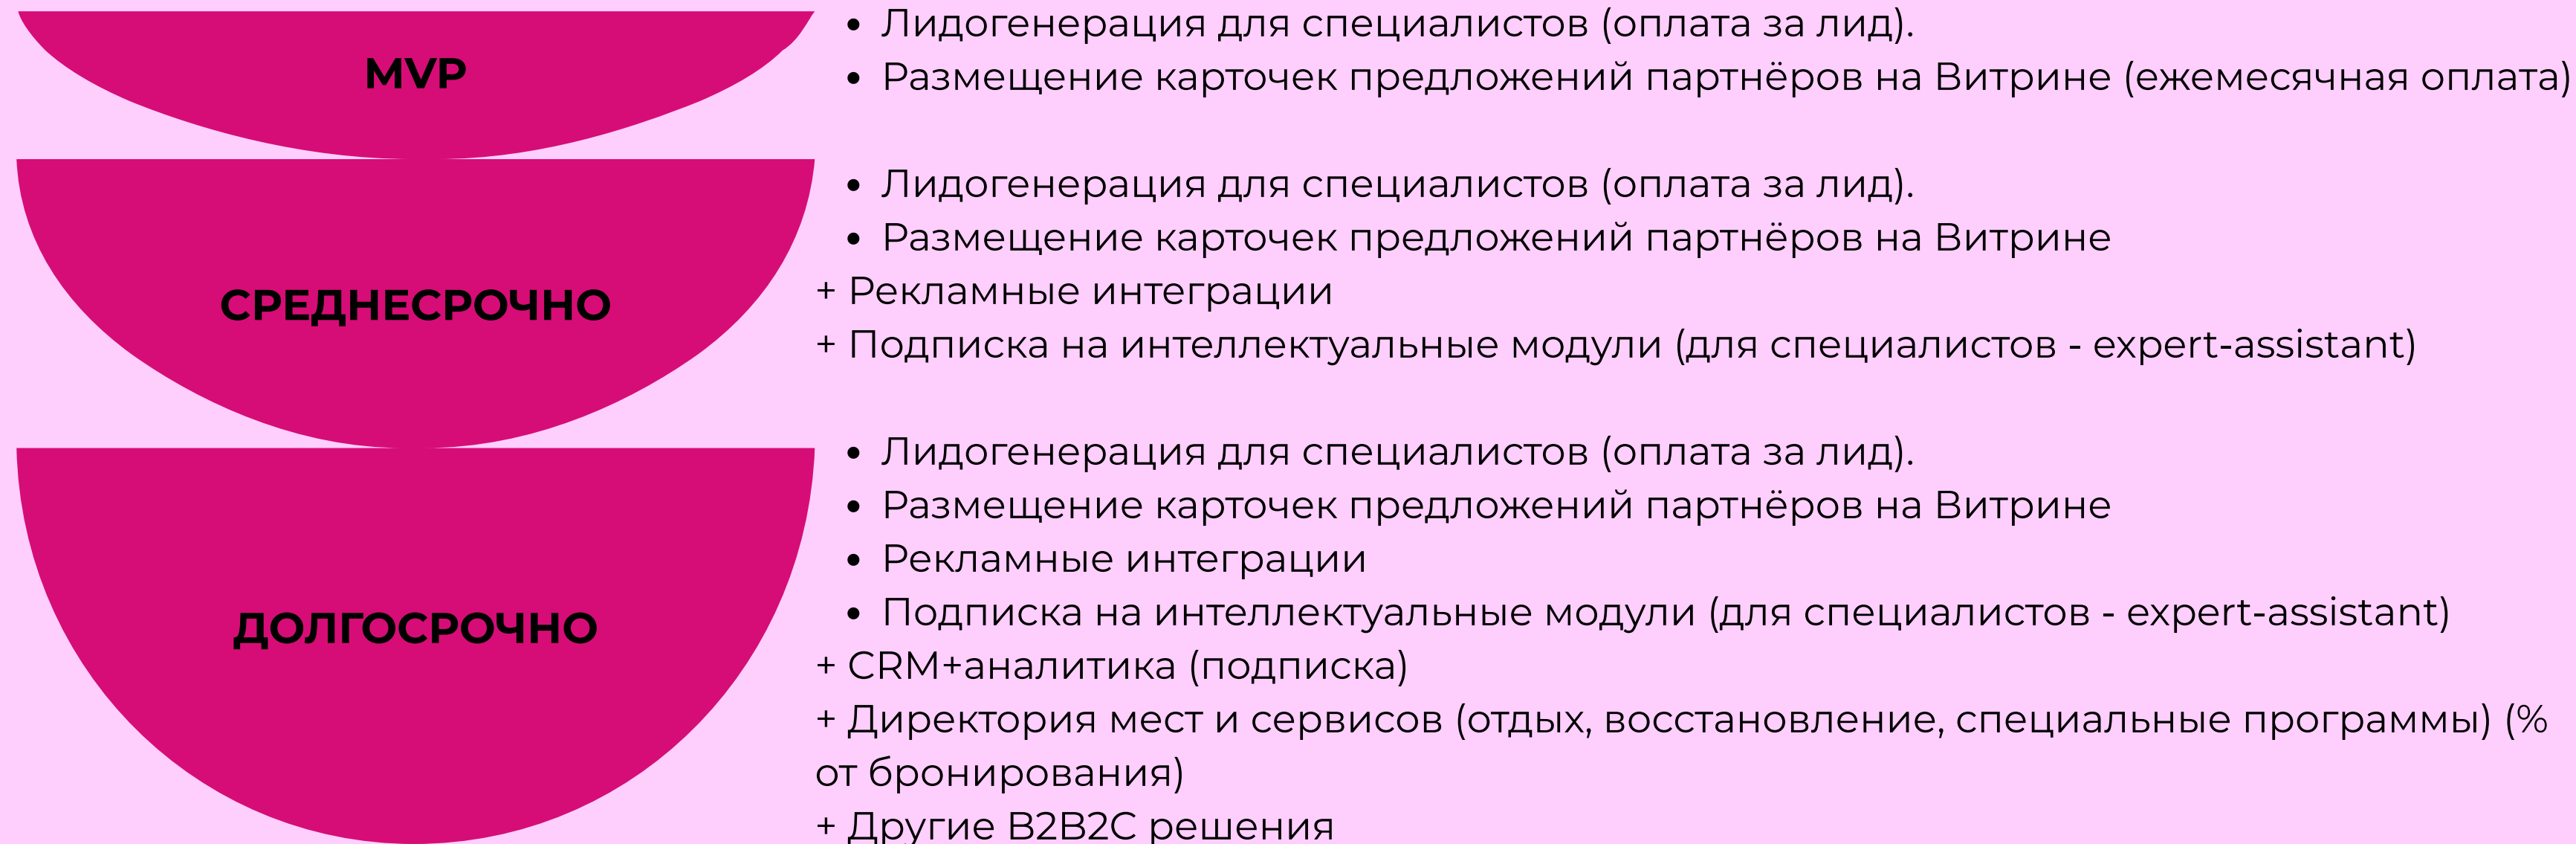 MVP
• Лидогенерация для специалистов (оплата за лид).
• Размещение карточек предложений партнёров на Витрине (ежемесячная оплата)
СРЕДНЕСРОЧНО
• Лидогенерация для специалистов (оплата за лид).
• Размещение карточек предложений партнёров на Витрине
+ Рекламные интеграции
+ Подписка на интеллектуальные модули (для специалистов - expert-assistant)
ДОЛГОСРОЧНО
• Лидогенерация для специалистов (оплата за лид).
• Размещение карточек предложений партнёров на Витрине
• Рекламные интеграции
• Подписка на интеллектуальные модули (для специалистов - expert-assistant)
+ CRM+аналитика (подписка)
+ Директория мест и сервисов (отдых, восстановление, специальные программы) (%
от бронирования)
+ Другие B2B2C решения